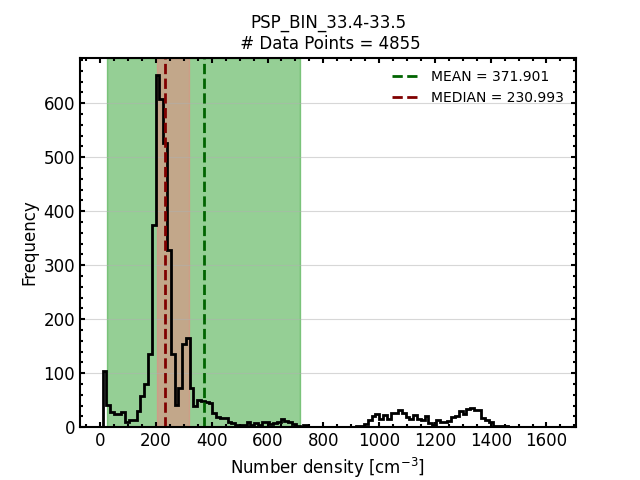 PSP_BIN_33.4-33.5
# Data Points = 4855
MEAN = 371.901
MEDIAN = 230.993
Frequency
600
500
400
300
200
100
0
0 200 400 600 800 1000 1200 1400 1600
Number density [cm⁻³]